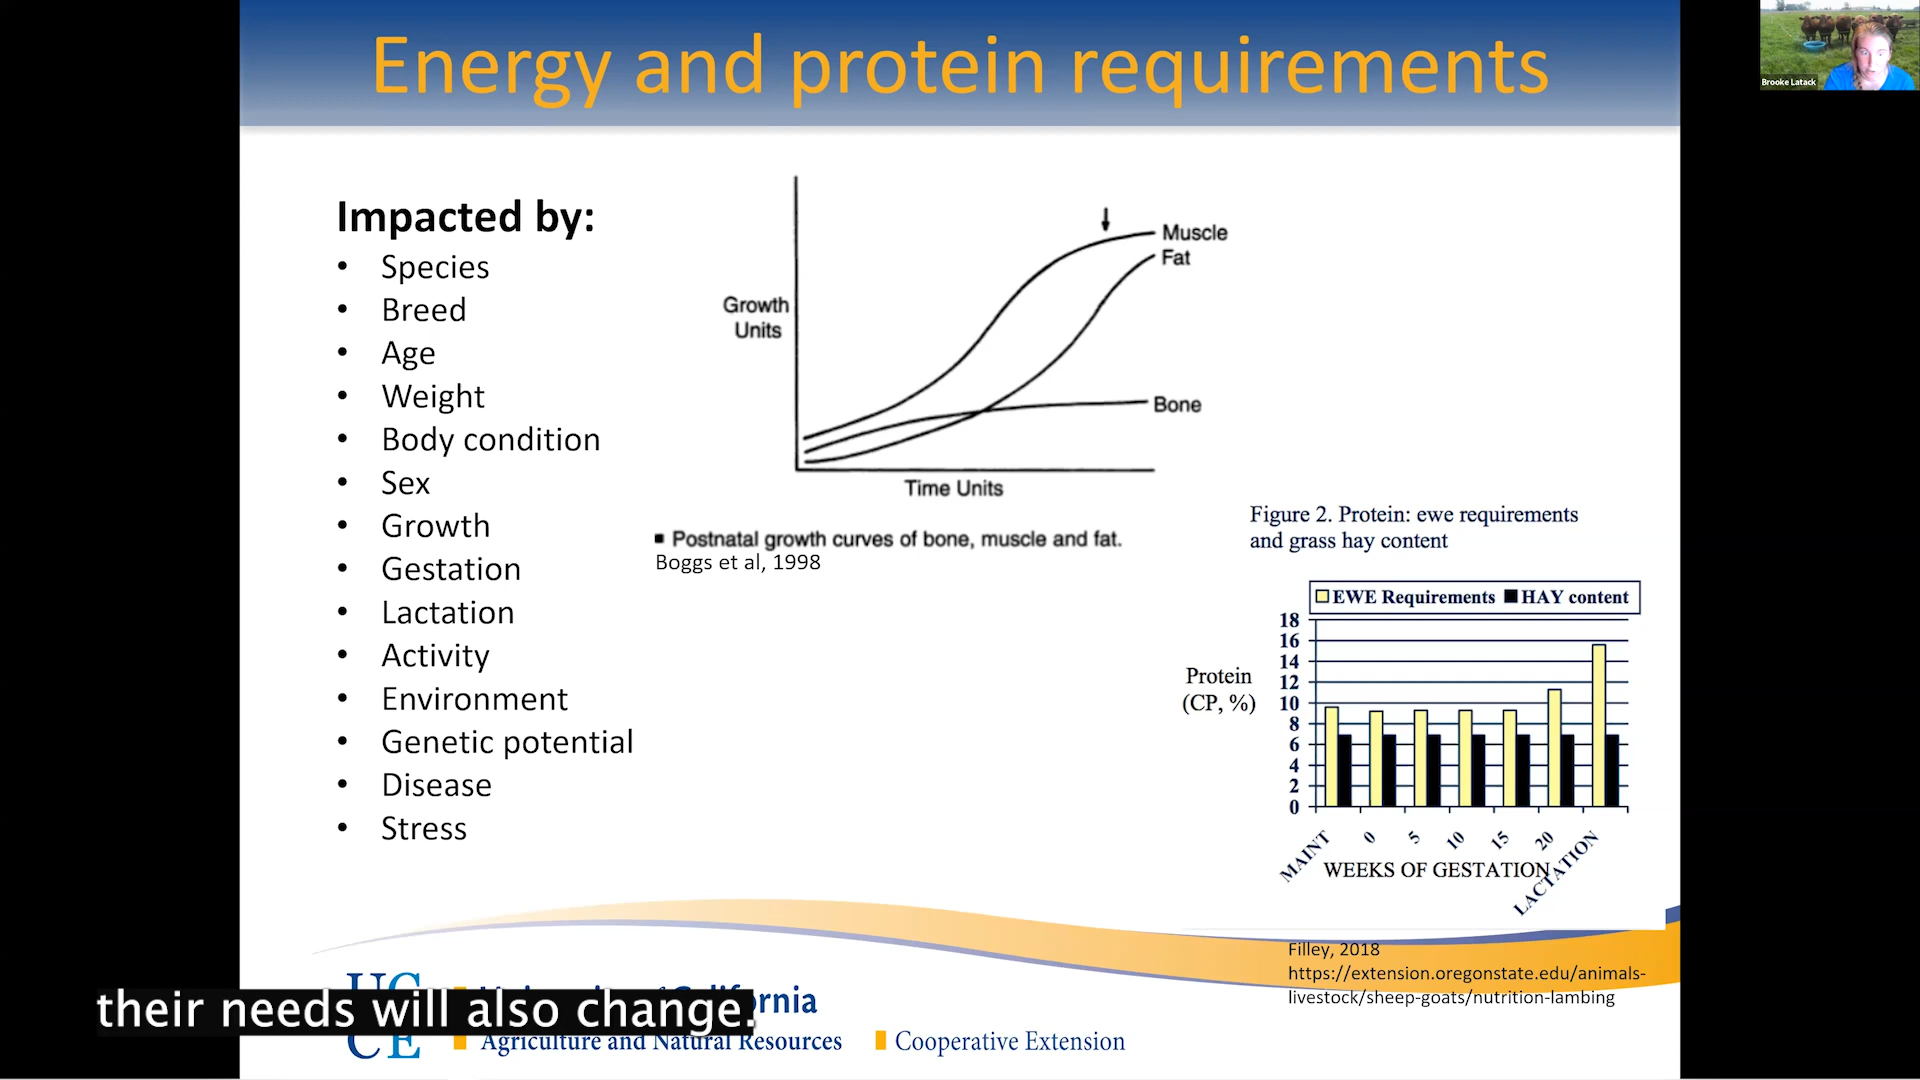 Energy and protein requirements
Brooke Latack
Impacted by:
• Species
• Breed
• Age
• Weight
• Body condition
• Sex
• Growth
• Gestation
• Lactation
• Activity
• Environment
• Genetic potential
• Disease
• Stress
Growth
Units
Muscle
Fat
Bone
Time Units
■ Postnatal growth curves of bone, muscle and fat.
Boggs et al, 1998
Figure 2. Protein: ewe requirements
and grass hay content
EWE Requirements HAY content
Protein
(CP, %)
18
16
14
12
10
8
6
4
2
0
MAINT 0 5 10 15 20 LACTATION
WEEKS OF GESTATION
Filley, 2018
https://extension.oregonstate.edu/animals-
livestock/sheep-goats/nutrition-lambing
their needs will also change.
UC
CE
Agriculture and Natural Resources
Cooperative Extension